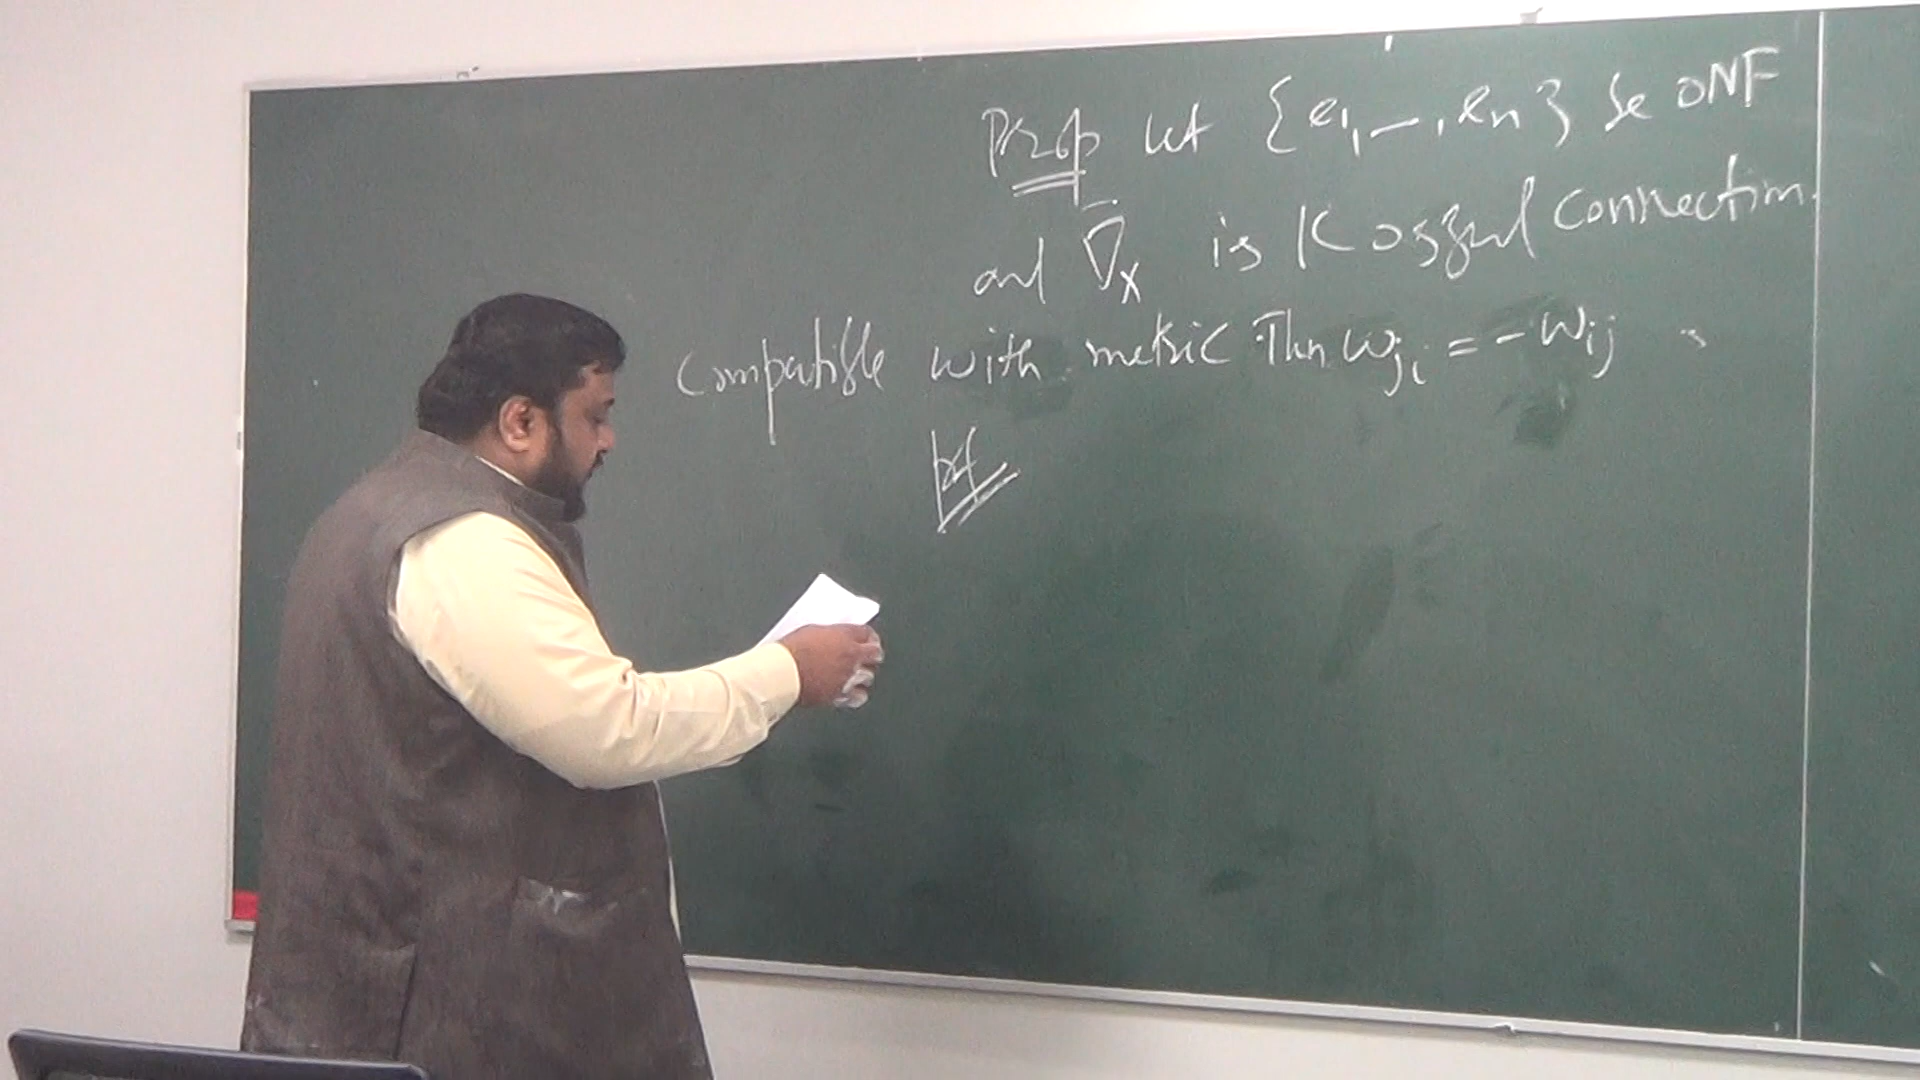 Prop let {e1, –, en} be ONF
and ∇̄X is Koszul connection.
Compatible with metric. Then ωji = -ωij
pf